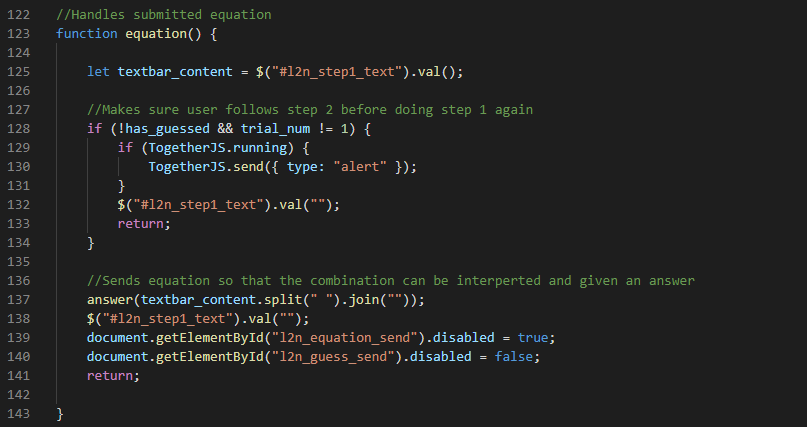 122 //Handles submitted equation
123 function equation() {
124
125     let textbar_content = $("#l2n_step1_text").val();
126
127     //Makes sure user follows step 2 before doing step 1 again
128     if (!has_guessed && trial_num != 1) {
129         if (TogetherJS.running) {
130             TogetherJS.send({ type: "alert" });
131         }
132         $("#l2n_step1_text").val("");
133         return;
134     }
135
136     //Sends equation so that the combination can be interperted and given an answer
137     answer(textbar_content.split(" ").join(""));
138     $("#l2n_step1_text").val("");
139     document.getElementById("l2n_equation_send").disabled = true;
140     document.getElementById("l2n_guess_send").disabled = false;
141     return;
142
143 }